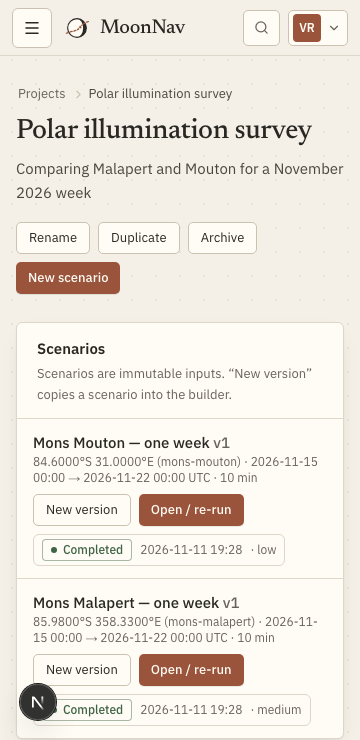 MoonNav
VR
Projects > Polar illumination survey
Polar illumination survey
Comparing Malapert and Mouton for a November
2026 week
Rename Duplicate Archive
New scenario
Scenarios
Scenarios are immutable inputs. “New version”
copies a scenario into the builder.
Mons Mouton — one week v1
84.6000°S 31.0000°E (mons-mouton) · 2026-11-15
00:00 → 2026-11-22 00:00 UTC · 10 min
New version Open / re-run
Completed 2026-11-11 19:28 · low
Mons Malapert — one week v1
85.9800°S 358.3300°E (mons-malapert) · 2026-11-
15 00:00 → 2026-11-22 00:00 UTC · 10 min
New version Open / re-run
N Completed 2026-11-11 19:28 · medium